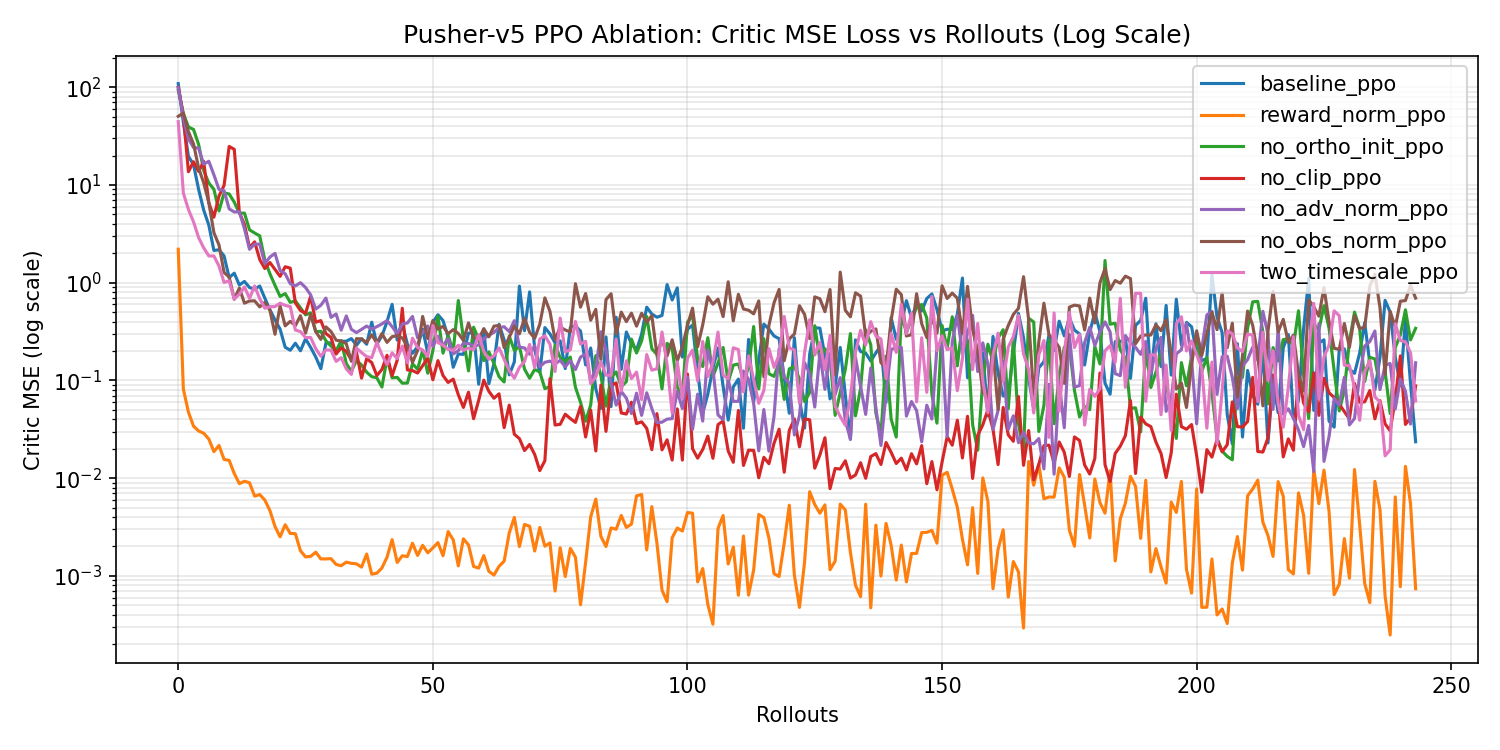 Pusher-v5 PPO Ablation: Critic MSE Loss vs Rollouts (Log Scale)
Critic MSE (log scale)
10²
10¹
10⁰
10⁻¹
10⁻²
10⁻³
baseline_ppo
reward_norm_ppo
no_ortho_init_ppo
no_clip_ppo
no_adv_norm_ppo
no_obs_norm_ppo
two_timescale_ppo
0 50 100 150 200 250
Rollouts